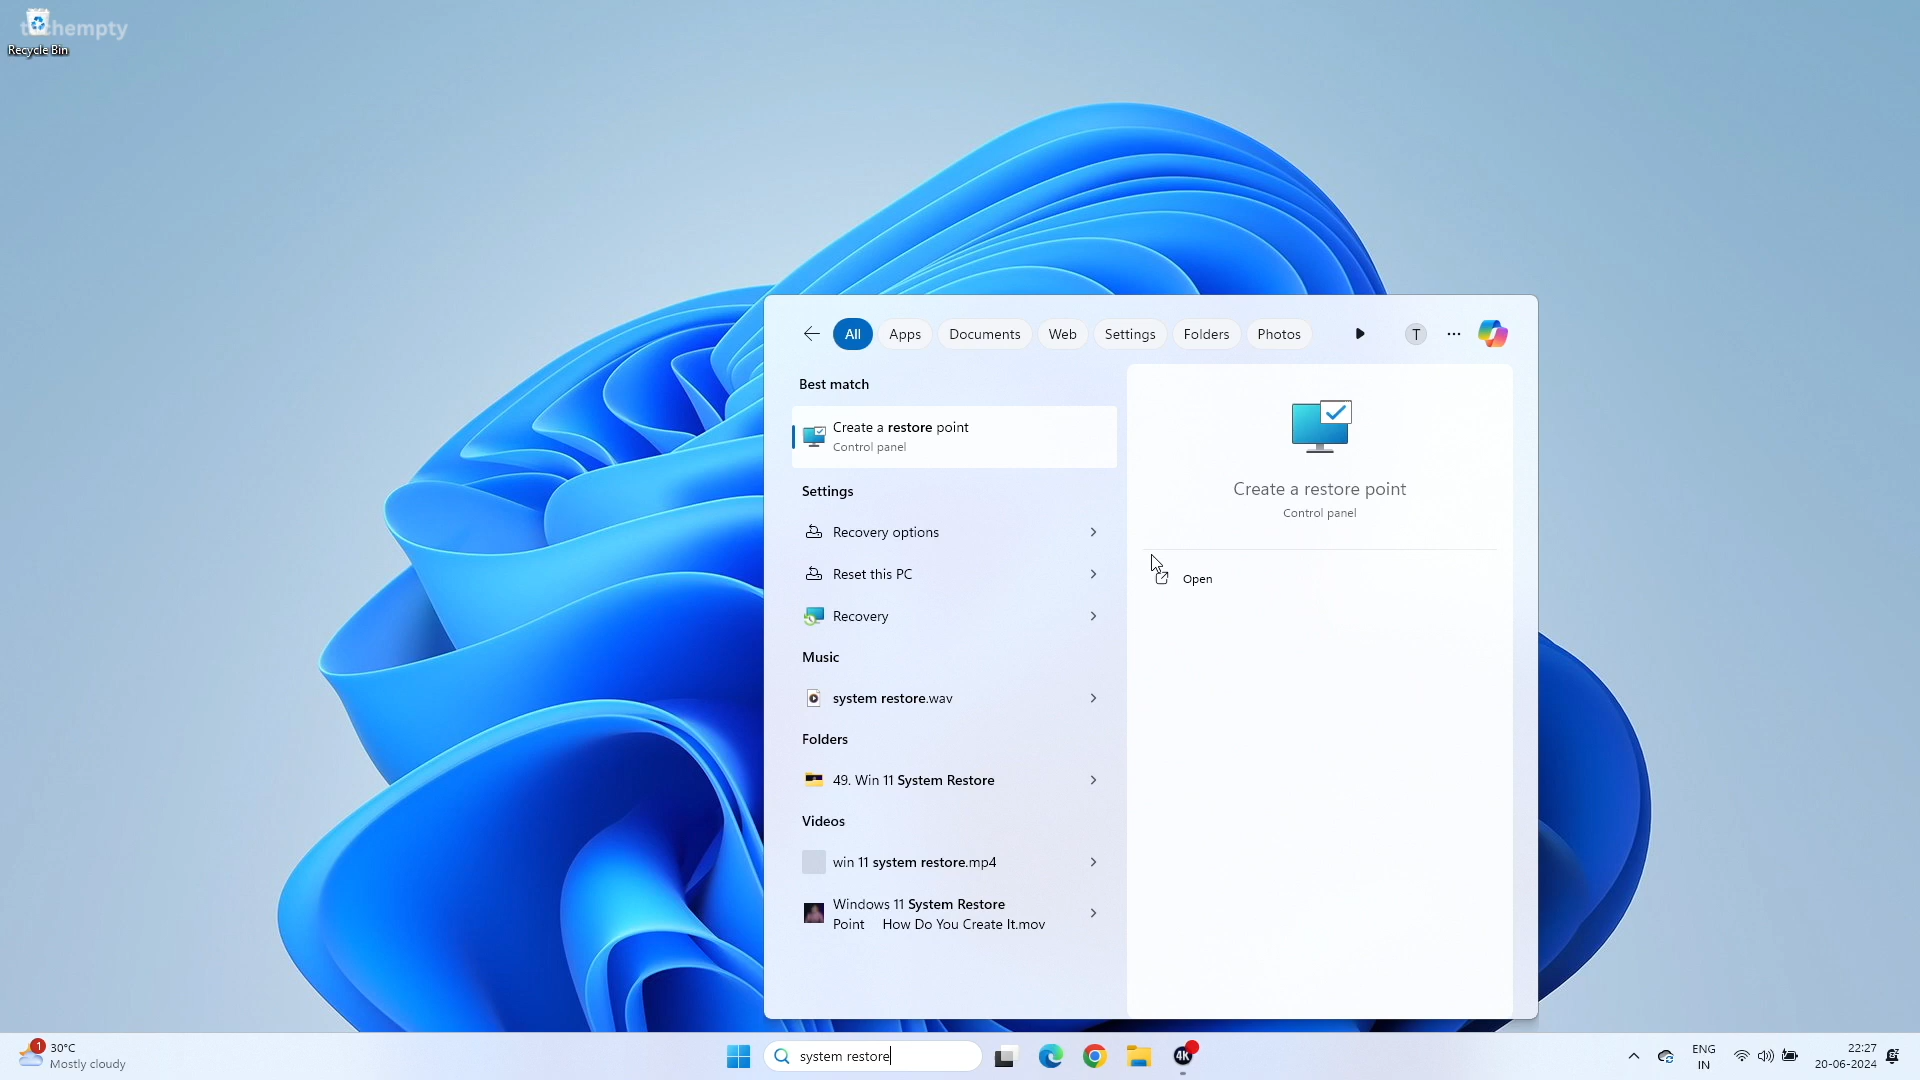 techempty
Recycle Bin
All
Apps
Documents
Web
Settings
Folders
Photos
T
Best match
Create a restore point
Control panel
Settings
Recovery options
Reset this PC
Recovery
Music
system restore.wav
Folders
49. Win 11 System Restore
Videos
win 11 system restore.mp4
Windows 11 System Restore
Point How Do You Create It.mov
Create a restore point
Control panel
Open
1
30°C
Mostly cloudy
system restore
4K
ENG
IN
22:27
20-06-2024